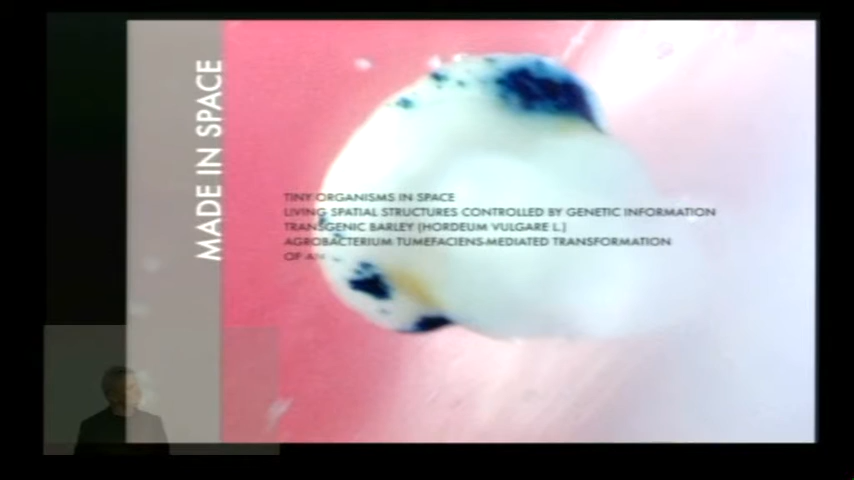 MADE IN SPACE
TINY ORGANISMS IN SPACE
LIVING SPATIAL STRUCTURES CONTROLLED BY GENETIC INFORMATION
TRANSGENIC BARLEY (HORDEUM VULGARE L.)
AGROBACTERIUM TUMEFACIENS-MEDIATED TRANSFORMATION
OF